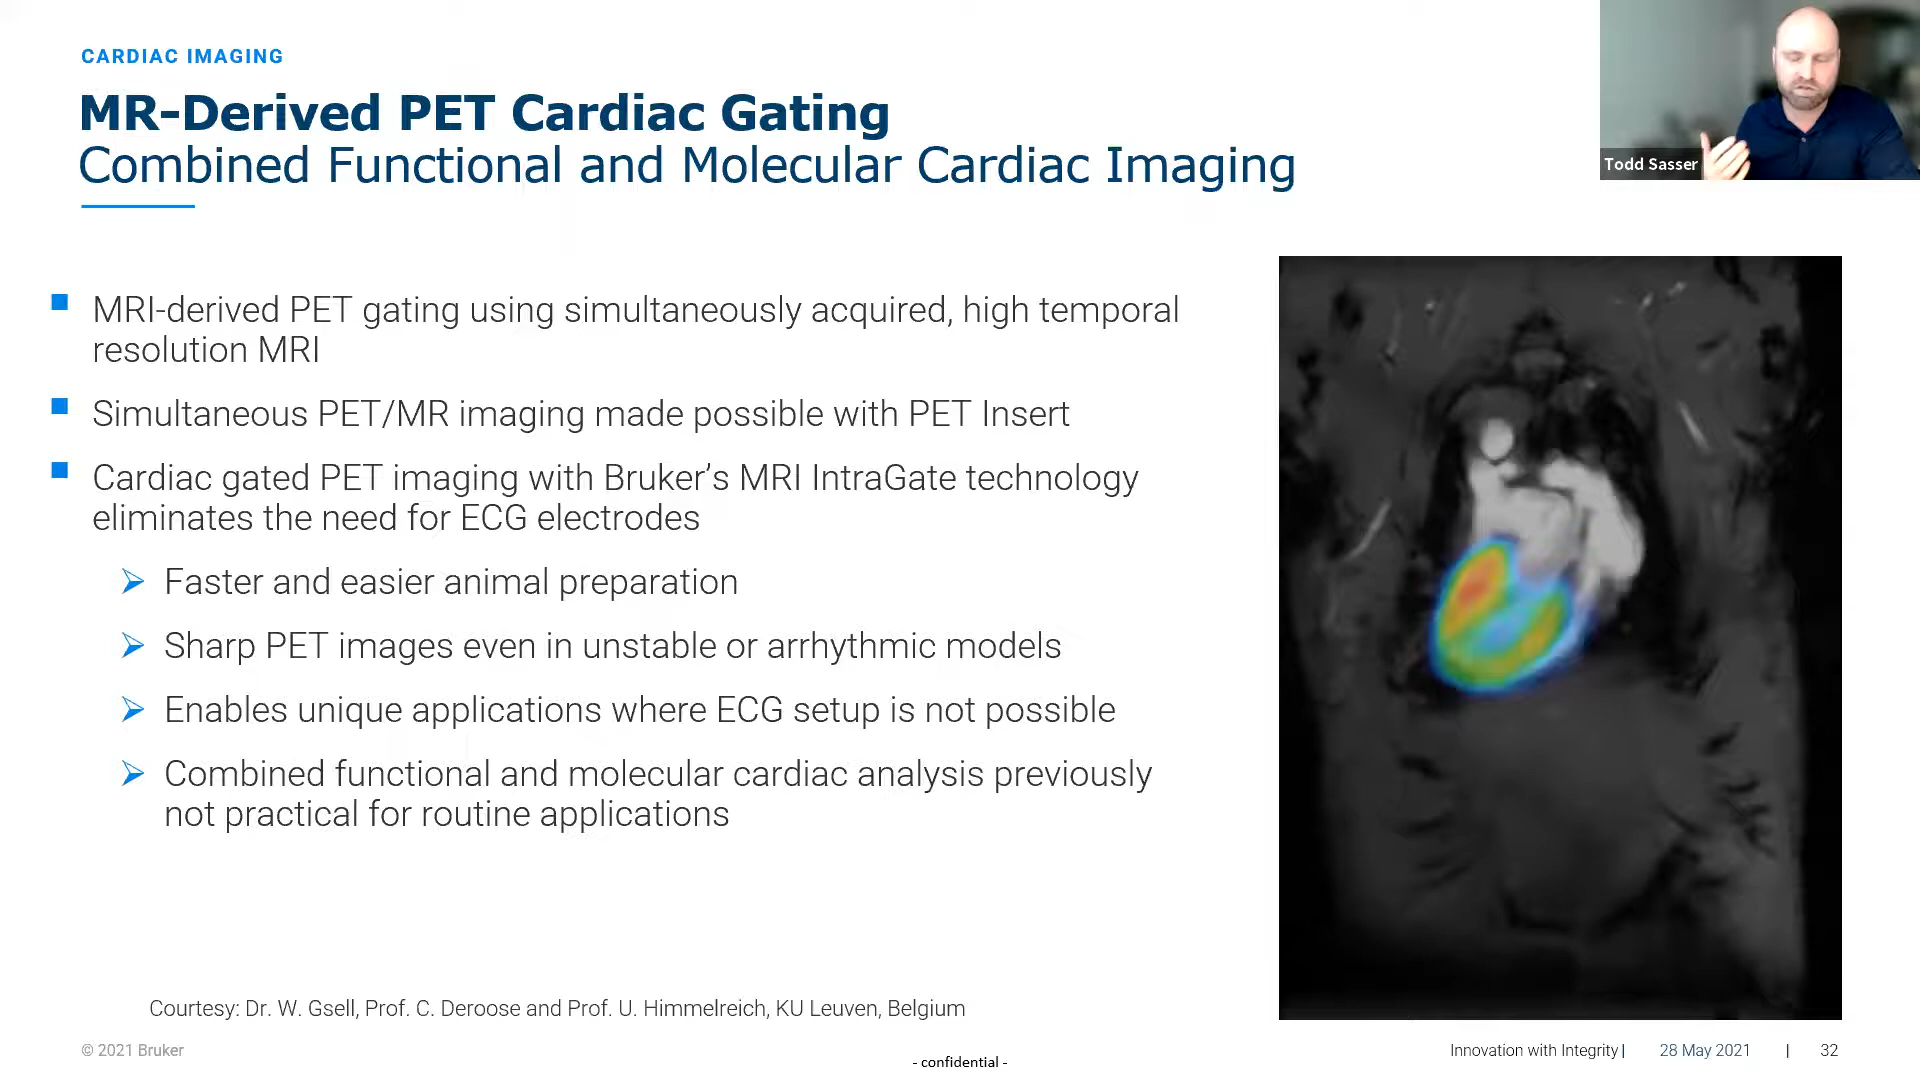 CARDIAC IMAGING
MR-Derived PET Cardiac Gating
Combined Functional and Molecular Cardiac Imaging
Todd Sasser
MRI-derived PET gating using simultaneously acquired, high temporal
resolution MRI
Simultaneous PET/MR imaging made possible with PET Insert
Cardiac gated PET imaging with Bruker’s MRI IntraGate technology
eliminates the need for ECG electrodes
Faster and easier animal preparation
Sharp PET images even in unstable or arrhythmic models
Enables unique applications where ECG setup is not possible
Combined functional and molecular cardiac analysis previously
not practical for routine applications
Courtesy: Dr. W. Gsell, Prof. C. Deroose and Prof. U. Himmelreich, KU Leuven, Belgium
© 2021 Bruker
- confidential -
Innovation with Integrity | 28 May 2021 | 32